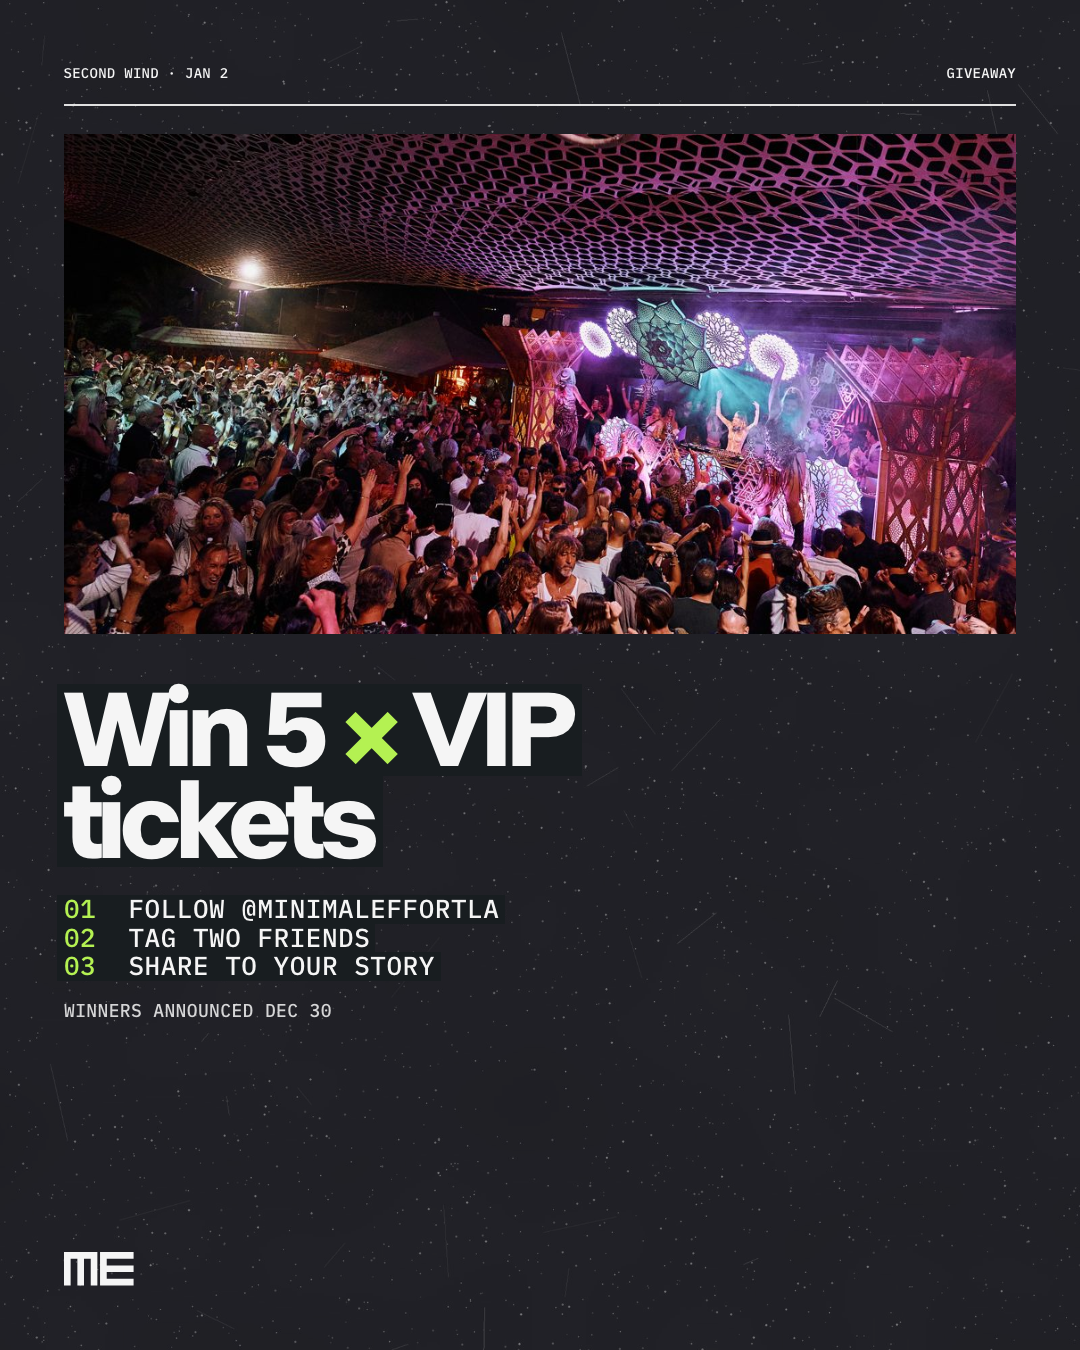 SECOND WIND · JAN 2
GIVEAWAY
Win 5 × VIP
tickets
01 FOLLOW @MINIMALEFFORTLA
02 TAG TWO FRIENDS
03 SHARE TO YOUR STORY
WINNERS ANNOUNCED DEC 30
ME